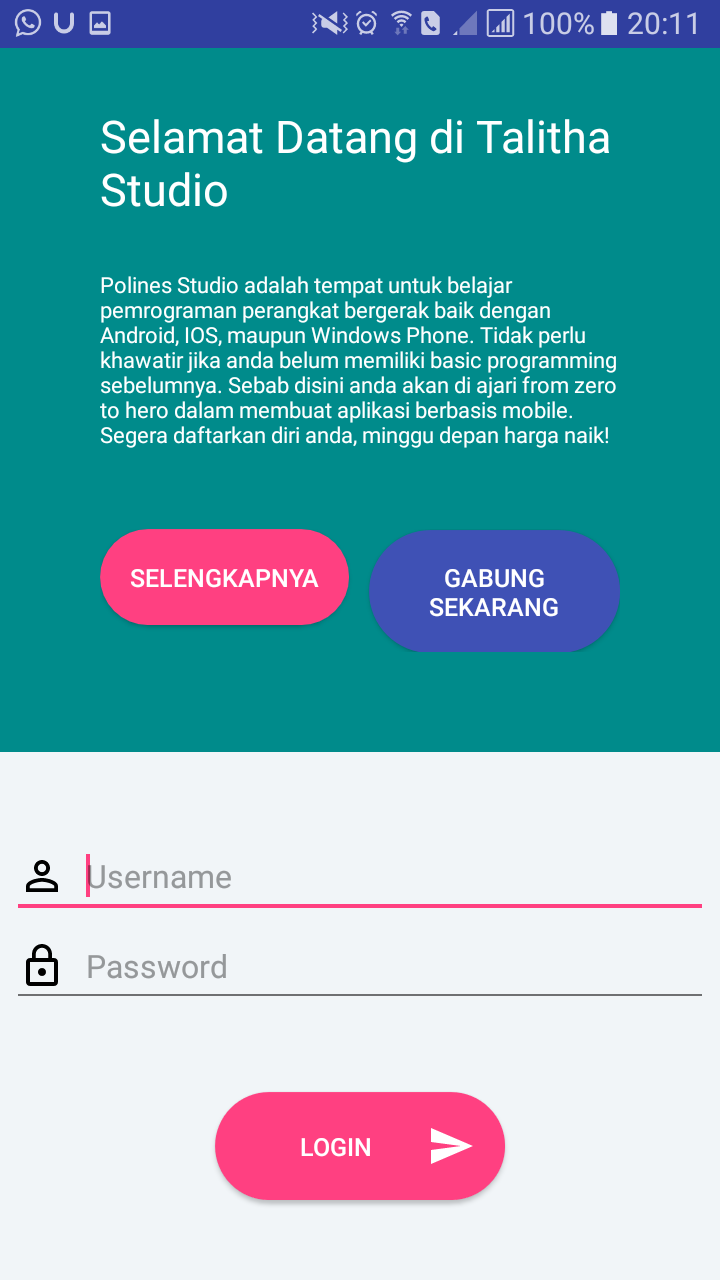 100% 20:11
Selamat Datang di Talitha
Studio
Polines Studio adalah tempat untuk belajar
pemrograman perangkat bergerak baik dengan
Android, IOS, maupun Windows Phone. Tidak perlu
khawatir jika anda belum memiliki basic programming
sebelumnya. Sebab disini anda akan di ajari from zero
to hero dalam membuat aplikasi berbasis mobile.
Segera daftarkan diri anda, minggu depan harga naik!
SELENGKAPNYA
GABUNG
SEKARANG
Username
Password
LOGIN